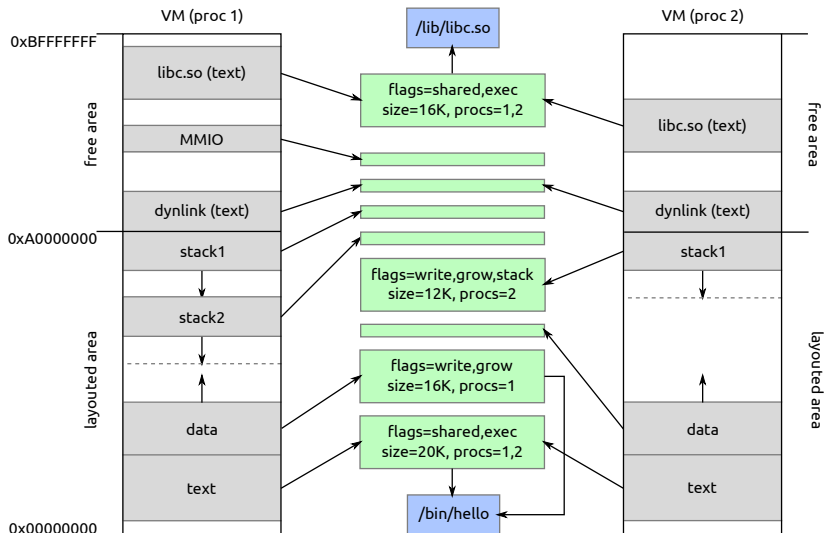 VM (proc 1)
VM (proc 2)
/lib/libc.so
0xBFFFFFFF
libc.so (text)
flags=shared,exec
size=16K, procs=1,2
libc.so (text)
free area
free area
MMIO
dynlink (text)
dynlink (text)
0xA0000000
stack1
stack1
flags=write,grow,stack
size=12K, procs=2
stack2
layouted area
layouted area
flags=write,grow
size=16K, procs=1
data
data
flags=shared,exec
size=20K, procs=1,2
text
text
/bin/hello
0x00000000